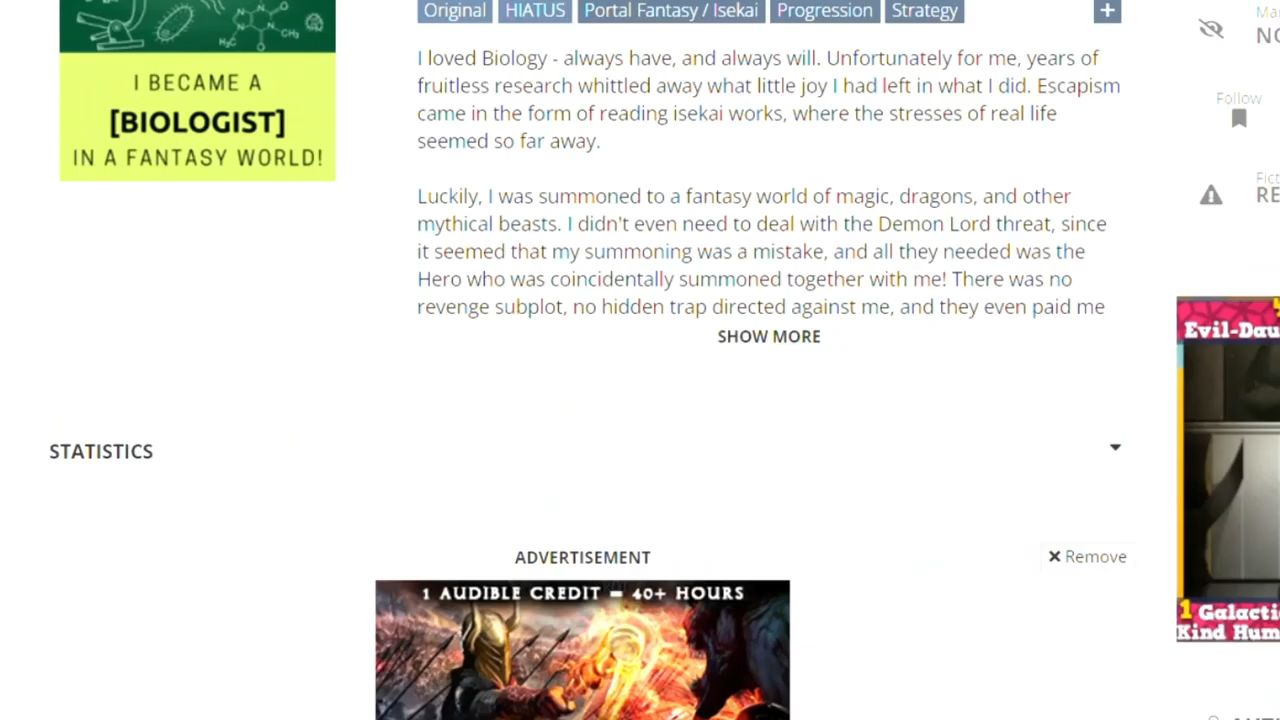 Original HIATUS Portal Fantasy / Isekai Progression Strategy +
I BECAME A
[BIOLOGIST]
IN A FANTASY WORLD!
H₃C CH₃
I loved Biology - always have, and always will. Unfortunately for me, years of
fruitless research whittled away what little joy I had left in what I did. Escapism
came in the form of reading isekai works, where the stresses of real life
seemed so far away.
Luckily, I was summoned to a fantasy world of magic, dragons, and other
mythical beasts. I didn't even need to deal with the Demon Lord threat, since
it seemed that my summoning was a mistake, and all they needed was the
Hero who was coincidentally summoned together with me! There was no
revenge subplot, no hidden trap directed against me, and they even paid me
SHOW MORE
Follow
Evil-Dau
1 Galacti
Kind Hum
STATISTICS
ADVERTISEMENT
Remove
1 AUDIBLE CREDIT = 40+ HOURS